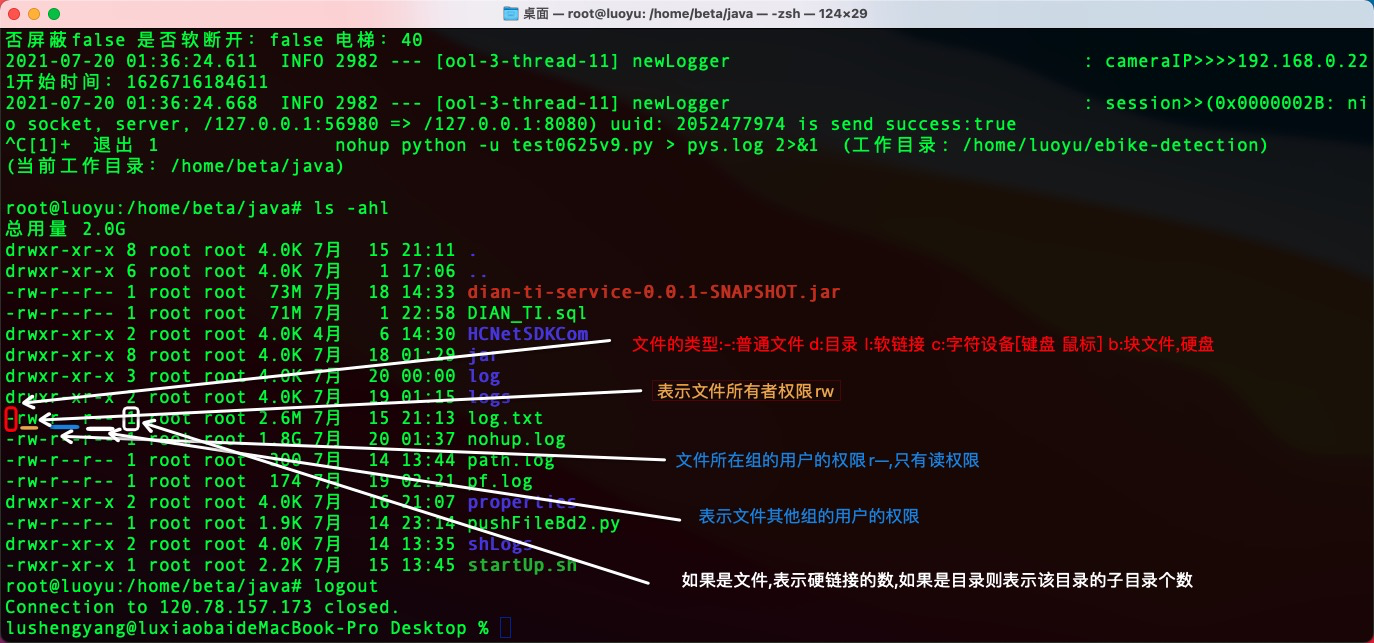 桌面 — root@luoyu: /home/beta/java — -zsh — 124×29
否屏蔽false 是否软断开: false 电梯: 40
2021-07-20 01:36:24.611  INFO 2982 --- [ool-3-thread-11] newLogger                                : cameraIP>>>>192.168.0.22
1开始时间: 1626716184611
2021-07-20 01:36:24.668  INFO 2982 --- [ool-3-thread-11] newLogger                                : session>>(0x0000002B: ni
o socket, server, /127.0.0.1:56980 => /127.0.0.1:8080) uuid: 2052477974 is send success:true
^C[1]+  退出 1                nohup python -u test0625v9.py > pys.log 2>&1  (工作目录: /home/luoyu/ebike-detection)
(当前工作目录: /home/beta/java)
root@luoyu:/home/beta/java# ls -ahl
总用量 2.0G
drwxr-xr-x 8 root root 4.0K 7月   15 21:11 .
drwxr-xr-x 6 root root 4.0K 7月    1 17:06 ..
-rw-r--r-- 1 root root  73M 7月   18 14:33 dian-ti-service-0.0.1-SNAPSHOT.jar
-rw-r--r-- 1 root root  71M 7月    1 22:58 DIAN_TI.sql
drwxr-xr-x 2 root root 4.0K 4月    6 14:30 HCNetSDKCom
文件的类型:-:普通文件 d:目录 l:软链接 c:字符设备[键盘 鼠标] b:块文件,硬盘
drwxr-xr-x 8 root root 4.0K 7月   18 01:29 jar
drwxr-xr-x 3 root root 4.0K 7月   20 00:00 log
表示文件所有者权限rw
drwxr-xr-x 2 root root 4.0K 7月   19 01:15 logs
-rw-r--r-- 1 root root 2.6M 7月   15 21:13 log.txt
-rw-r--r-- 1 root root 1.8G 7月   20 01:37 nohup.log
-rw-r--r-- 1 root root  200 7月   14 13:44 path.log
文件所在组的用户的权限r—,只有读权限
-rw-r--r-- 1 root root  174 7月   19 02:21 pf.log
drwxr-xr-x 2 root root 4.0K 7月   16 21:07 properties
表示文件其他组的用户的权限
-rw-r--r-- 1 root root 1.9K 7月   14 23:14 pushFileBd2.py
drwxr-xr-x 2 root root 4.0K 7月   14 13:35 shLogs
-rwxr-xr-x 1 root root 2.2K 7月   15 13:45 startUp.sh
如果是文件,表示硬链接的数,如果是目录则表示该目录的子目录个数
root@luoyu:/home/beta/java# logout
Connection to 120.78.157.173 closed.
lushengyang@luxiaobaideMacBook-Pro Desktop %